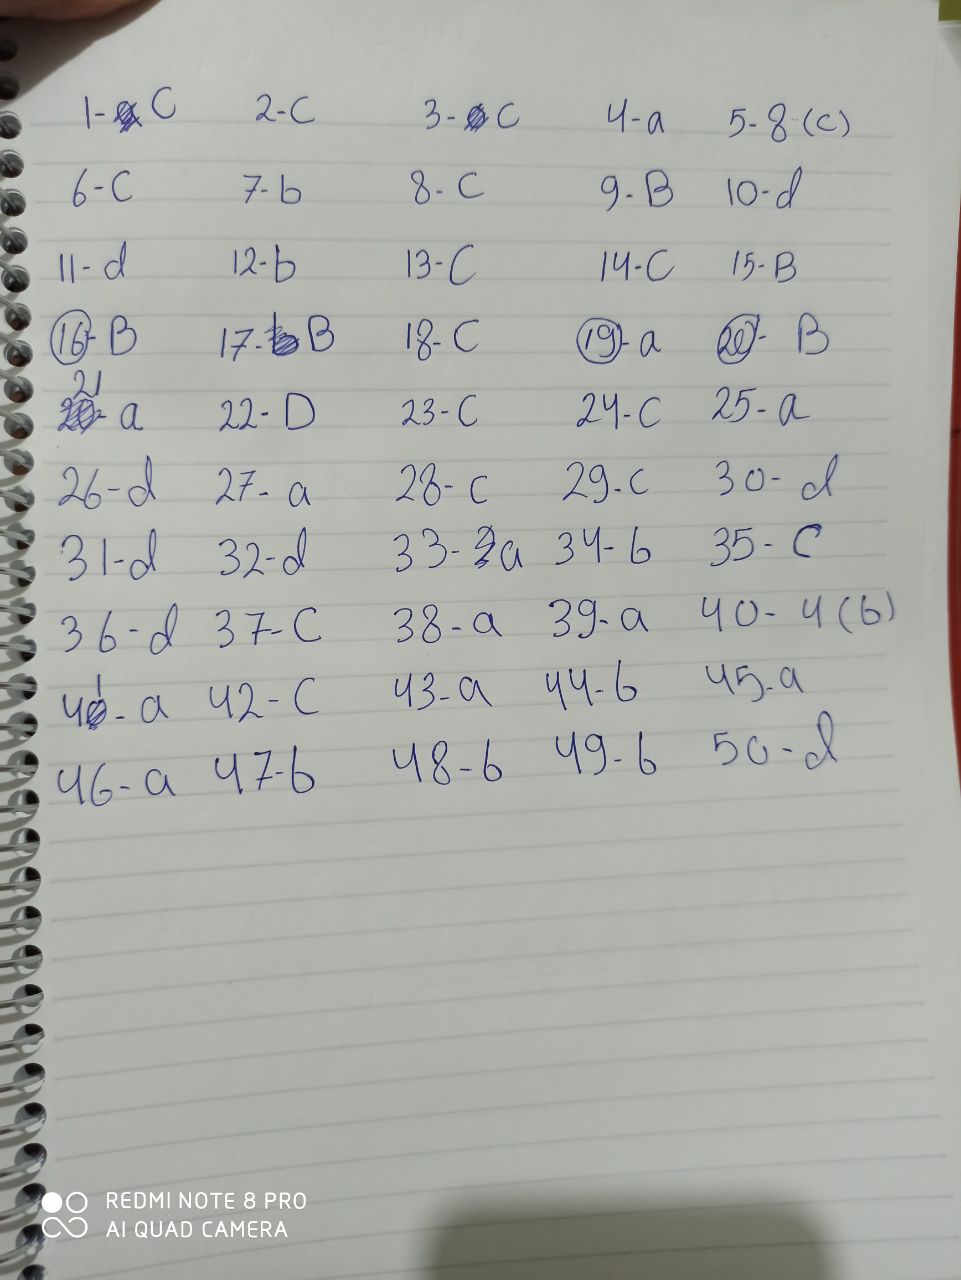 1- C 2-C 3- C 4-a 5-8 (c)
6-C 7-b 8-C 9-B 10-d
11-d 12-b 13-C 14-C 15-B
16-B 17-B 18-C 19-a 20-B
21-a 22-D 23-C 24-C 25-a
26-d 27-a 28-c 29-c 30-d
31-d 32-d 33-a 34-b 35-C
36-d 37-C 38-a 39-a 40-4(b)
41-a 42-C 43-a 44-b 45-a
46-a 47-b 48-b 49-b 50-d
REDMI NOTE 8 PRO
AI QUAD CAMERA